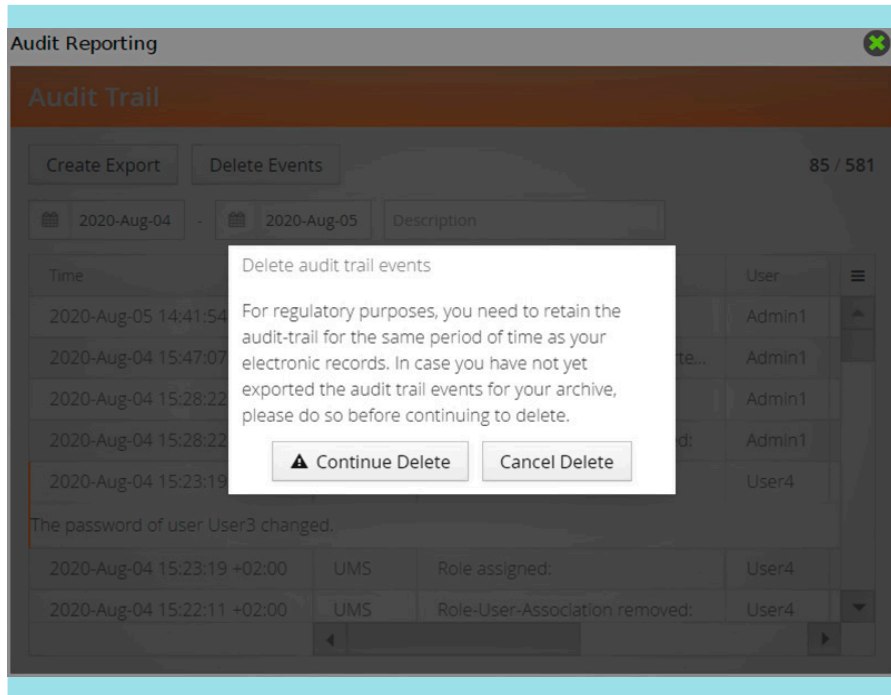 Audit Reporting
Audit Trail
Create Export Delete Events 85 / 581
2020-Aug-04 - 2020-Aug-05 Description
Time User
Delete audit trail events
For regulatory purposes, you need to retain the
audit-trail for the same period of time as your
electronic records. In case you have not yet
exported the audit trail events for your archive,
please do so before continuing to delete.
Continue Delete Cancel Delete
2020-Aug-05 14:41:54 Admin1
2020-Aug-04 15:47:07 rte... Admin1
2020-Aug-04 15:28:22 Admin1
2020-Aug-04 15:28:22 d: Admin1
2020-Aug-04 15:23:19 User4
The password of user User3 changed.
2020-Aug-04 15:23:19 +02:00 UMS Role assigned: User4
2020-Aug-04 15:22:11 +02:00 UMS Role-User-Association removed: User4